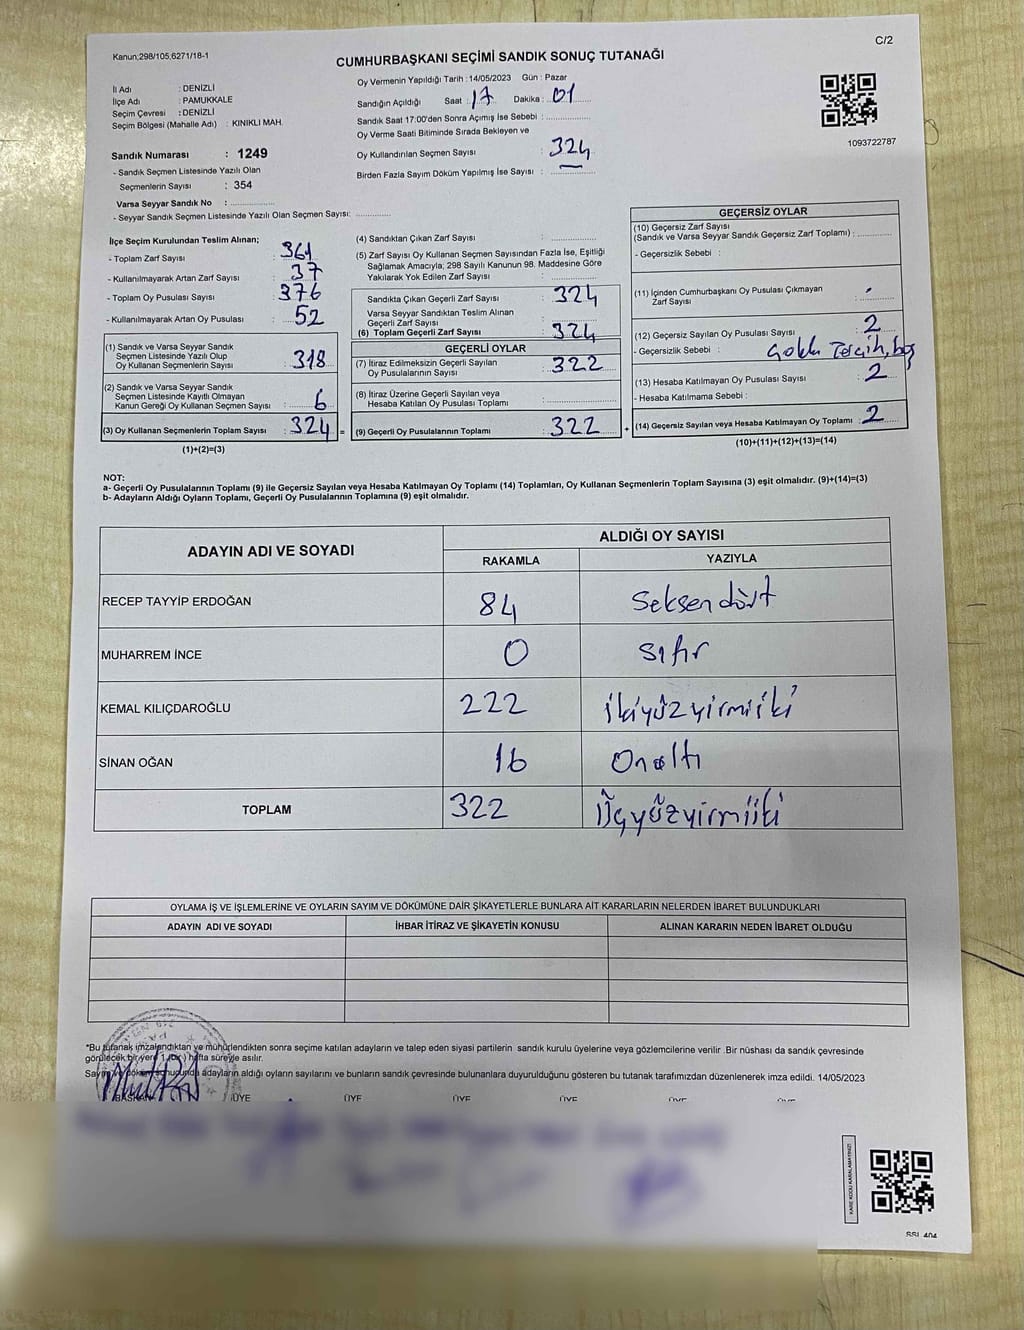 Kanun;298/105,6271/18-1
C/2
CUMHURBAŞKANI SEÇİMİ SANDIK SONUÇ TUTANAĞI
İl Adı : DENİZLİ
İlçe Adı : PAMUKKALE
Seçim Çevresi : DENİZLİ
Seçim Bölgesi (Mahalle Adı) : KINIKLI MAH.
Oy Vermenin Yapıldığı Tarih : 14/05/2023 Gün : Pazar
Sandığın Açıldığı Saat : 17 Dakika : 01
Sandık Saat 17:00'den Sonra Açımış İse Sebebi :
Oy Verme Saati Bitiminde Sırada Bekleyen ve
Oy Kullandırılan Seçmen Sayısı : 324
Birden Fazla Sayım Döküm Yapılmış İse Sayısı : —
1093722787
Sandık Numarası : 1249
- Sandık Seçmen Listesinde Yazılı Olan
Seçmenlerin Sayısı : 354
Varsa Seyyar Sandık No :
- Seyyar Sandık Seçmen Listesinde Yazılı Olan Seçmen Sayısı:
İlçe Seçim Kurulundan Teslim Alınan;
- Toplam Zarf Sayısı : 361
- Kullanılmayarak Artan Zarf Sayısı : 37
- Toplam Oy Pusulası Sayısı : 376
- Kullanılmayarak Artan Oy Pusulası : 52
(1) Sandık ve Varsa Seyyar Sandık
Seçmen Listesinde Yazılı Olup
Oy Kullanan Seçmenlerin Sayısı : 318
(2) Sandık ve Varsa Seyyar Sandık
Seçmen Listesinde Kayıtlı Olmayan
Kanun Gereği Oy Kullanan Seçmen Sayısı : 6
(3) Oy Kullanan Seçmenlerin Toplam Sayısı : 324 =
(1)+(2)=(3)
(4) Sandıktan Çıkan Zarf Sayısı :
(5) Zarf Sayısı Oy Kullanan Seçmen Sayısından Fazla İse, Eşitliği
Sağlamak Amacıyla; 298 Sayılı Kanunun 98. Maddesine Göre
Yakılarak Yok Edilen Zarf Sayısı :
Sandıkta Çıkan Geçerli Zarf Sayısı : 324
Varsa Seyyar Sandıktan Teslim Alınan
Geçerli Zarf Sayısı :
(6) Toplam Geçerli Zarf Sayısı : 324
GEÇERLİ OYLAR
(7) İtiraz Edilmeksizin Geçerli Sayılan
Oy Pusulalarının Sayısı : 322
(8) İtiraz Üzerine Geçerli Sayılan veya
Hesaba Katılan Oy Pusulası Toplamı :
(9) Geçerli Oy Pusulalarının Toplamı : 322 +
GEÇERSİZ OYLAR
(10) Geçersiz Zarf Sayısı
(Sandık ve Varsa Seyyar Sandık Geçersiz Zarf Toplamı) :
- Geçersizlik Sebebi :
(11) İçinden Cumhurbaşkanı Oy Pusulası Çıkmayan
Zarf Sayısı :
(12) Geçersiz Sayılan Oy Pusulası Sayısı : 2
- Geçersizlik Sebebi : Çoklu Tercih, boş
(13) Hesaba Katılmayan Oy Pusulası Sayısı : 2
- Hesaba Katılmama Sebebi :
(14) Geçersiz Sayılan veya Hesaba Katılmayan Oy Toplamı : 2
(10)+(11)+(12)+(13)=(14)
NOT:
a- Geçerli Oy Pusulalarının Toplamı (9) ile Geçersiz Sayılan veya Hesaba Katılmayan Oy Toplamı (14) Toplamları, Oy Kullanan Seçmenlerin Toplam Sayısına (3) eşit olmalıdır. (9)+(14)=(3)
b- Adayların Aldığı Oyların Toplamı, Geçerli Oy Pusulalarının Toplamına (9) eşit olmalıdır.
ADAYIN ADI VE SOYADI ALDIĞI OY SAYISI
RAKAMLA YAZIYLA
RECEP TAYYİP ERDOĞAN 84 Seksendört
MUHARREM İNCE 0 sıfır
KEMAL KILIÇDAROĞLU 222 ikiyüzyirmiiki
SİNAN OĞAN 16 Onaltı
TOPLAM 322 Üçyüzyirmiiki
OYLAMA İŞ VE İŞLEMLERİNE VE OYLARIN SAYIM VE DÖKÜMÜNE DAİR ŞİKAYETLERLE BUNLARA AİT KARARLARIN NELERDEN İBARET BULUNDUKLARI
ADAYIN ADI VE SOYADI İHBAR İTİRAZ VE ŞİKAYETİN KONUSU ALINAN KARARIN NEDEN İBARET OLDUĞU
*Bu tutanak imzalandıktan ve mühürlendikten sonra seçime katılan adayların ve talep eden siyasi partilerin sandık kurulu üyelerine veya gözlemcilerine verilir .Bir nüshası da sandık çevresinde
görülecek bir yere 1 (bir) hafta süreyle asılır.
Sayım ve döküm sonucunda adayların aldığı oyların sayılarını ve bunların sandık çevresinde bulunanlara duyurulduğunu gösteren bu tutanak tarafımızdan düzenlenerek imza edildi. 14/05/2023
BAŞKAN ÜYE ÜYE ÜYE ÜYE ÜYE ÜYE
KARE KODU KARALAMAYINIZ!